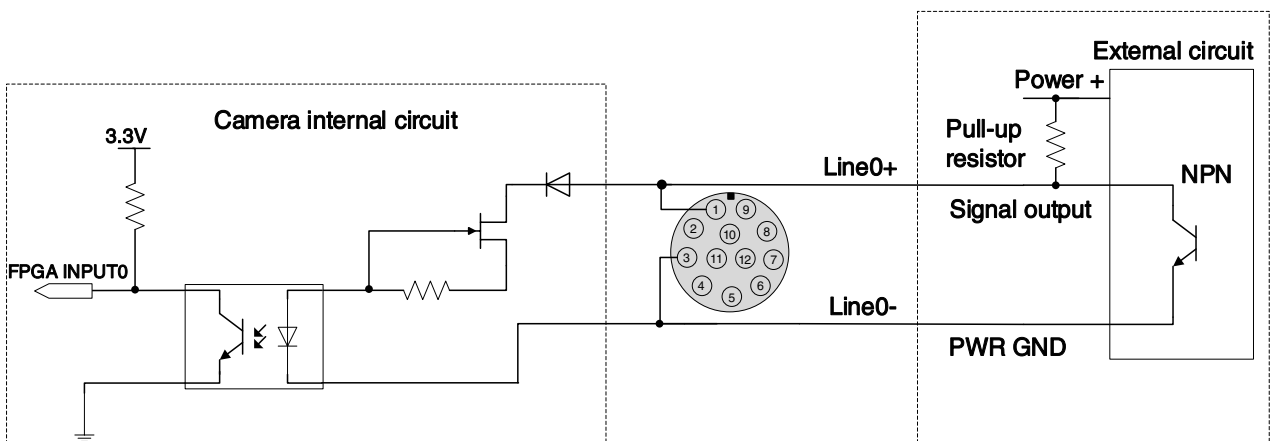 External circuit
Power +
Camera internal circuit
3.3V
Pull-up
resistor
Line0+
NPN
Signal output
1
9
2
10
8
FPGA INPUT0
3
11
12
7
4
6
5
Line0-
PWR GND